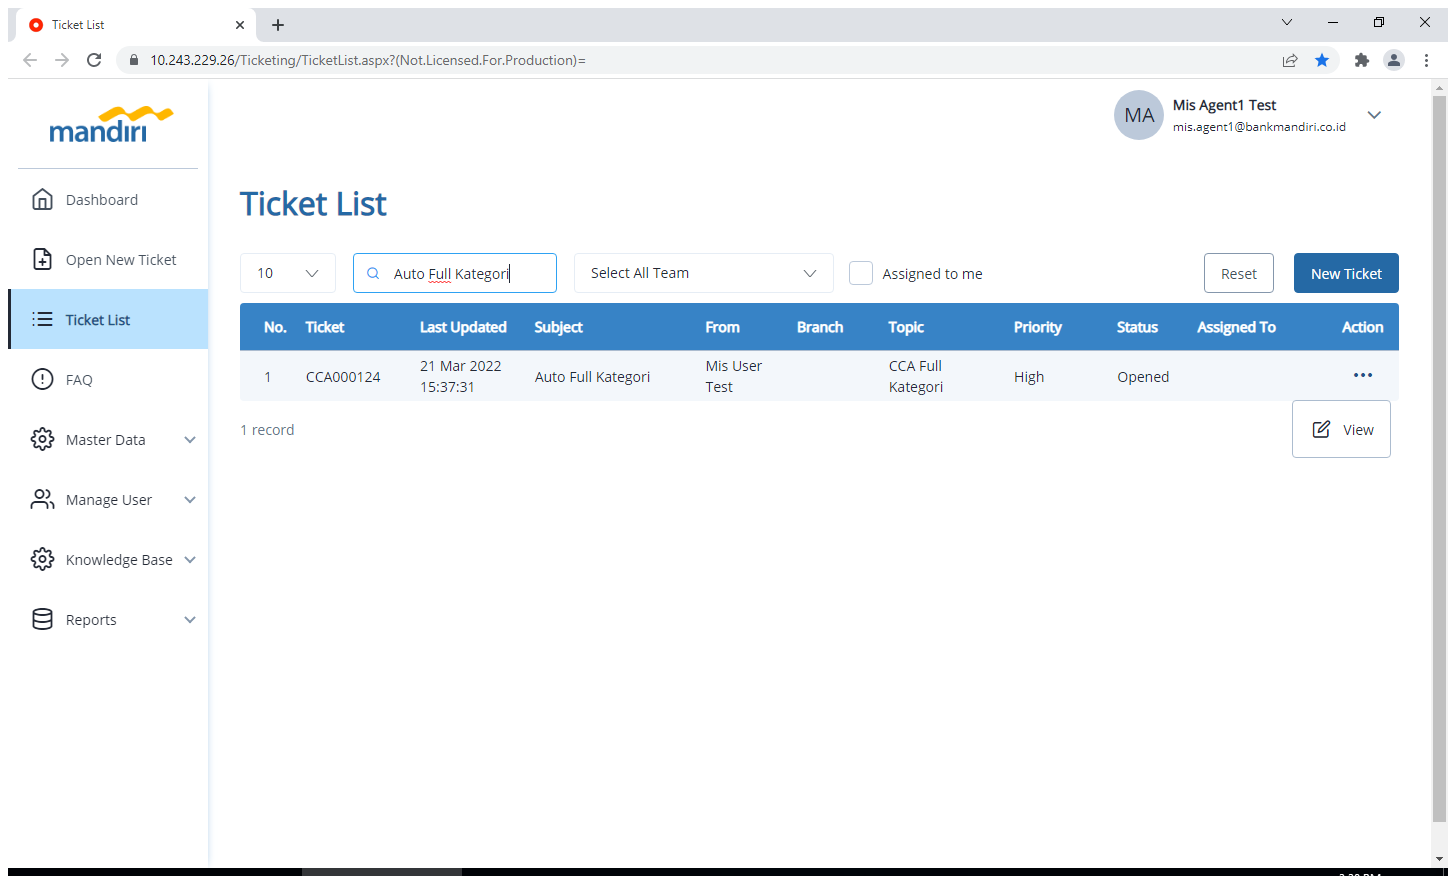 Ticket List
10.243.229.26/Ticketing/TicketList.aspx?(Not.Licensed.For.Production)=
mandiri
MA
Mis Agent1 Test
mis.agent1@bankmandiri.co.id
Dashboard
Open New Ticket
Ticket List
FAQ
Master Data
Manage User
Knowledge Base
Reports
Ticket List
10
Auto Full Kategori
Select All Team
Assigned to me
Reset
New Ticket
No. Ticket Last Updated Subject From Branch Topic Priority Status Assigned To Action
1 CCA000124 21 Mar 2022 15:37:31 Auto Full Kategori Mis User Test CCA Full Kategori High Opened
1 record
View